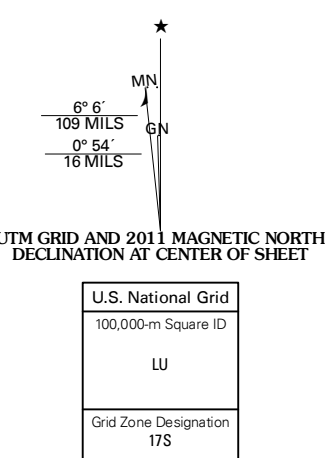 ★
MN
6° 6´
109 MILS
GN
0° 54´
16 MILS
UTM GRID AND 2011 MAGNETIC NORTH
DECLINATION AT CENTER OF SHEET
U.S. National Grid
100,000-m Square ID
LU
Grid Zone Designation
17S